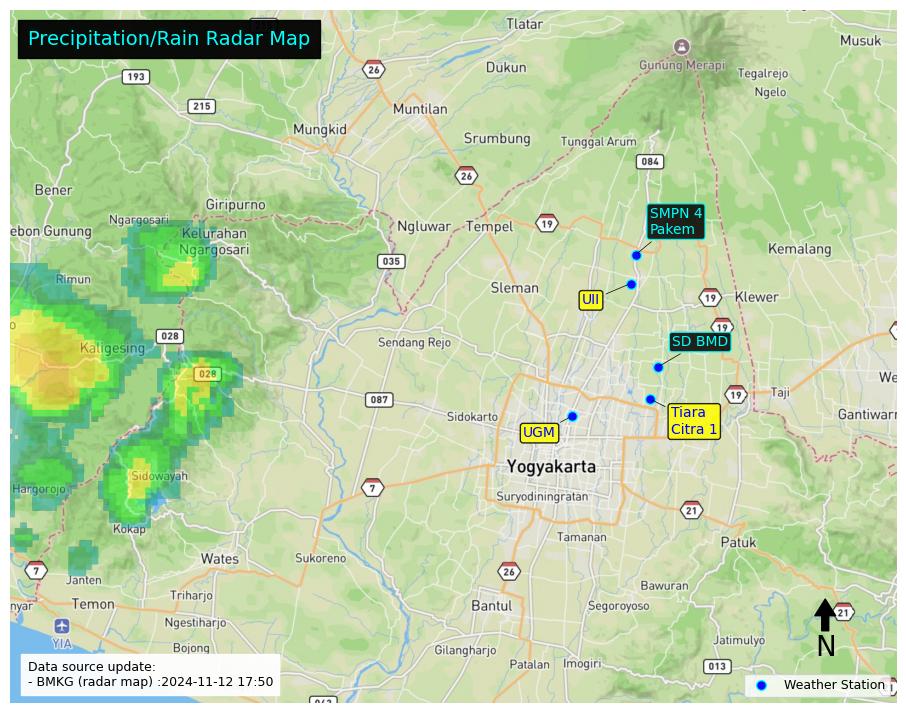 Precipitation/Rain Radar Map
Tlatar
Musuk
26
193
Dukun
Gunung Merapi
Tegalrejo
Ngelo
215
Muntilan
Mungkid
Srumbung
Tunggal Arum
084
26
Bener
Giripurno
Ngargosari
SMPN 4
Pakem
ebon Gunung
Kelurahan
Ngargosari
Ngluwar
Tempel
19
Kemalang
035
Rimun
Sleman
UII
19
Klewer
19
028
Kaligesing
Sendang Rejo
SD BMD
028
We
087
19
Taji
Sidokarto
UGM
Tiara
Citra 1
Gantiwarn
Yogyakarta
Sidowayah
Hargorojo
7
Suryodiningratan
21
Kokap
Tamanan
Patuk
Wates
Sukoreno
7
Janten
26
Bawuran
Triharjo
nyar
Temon
Bantul
Segoroyoso
21
Ngestiharjo
YIA
N
Bojong
Gilangharjo
Jatimulyo
Patalan
Imogiri
013
Data source update:
- BMKG (radar map) :2024-11-12 17:50
Weather Station